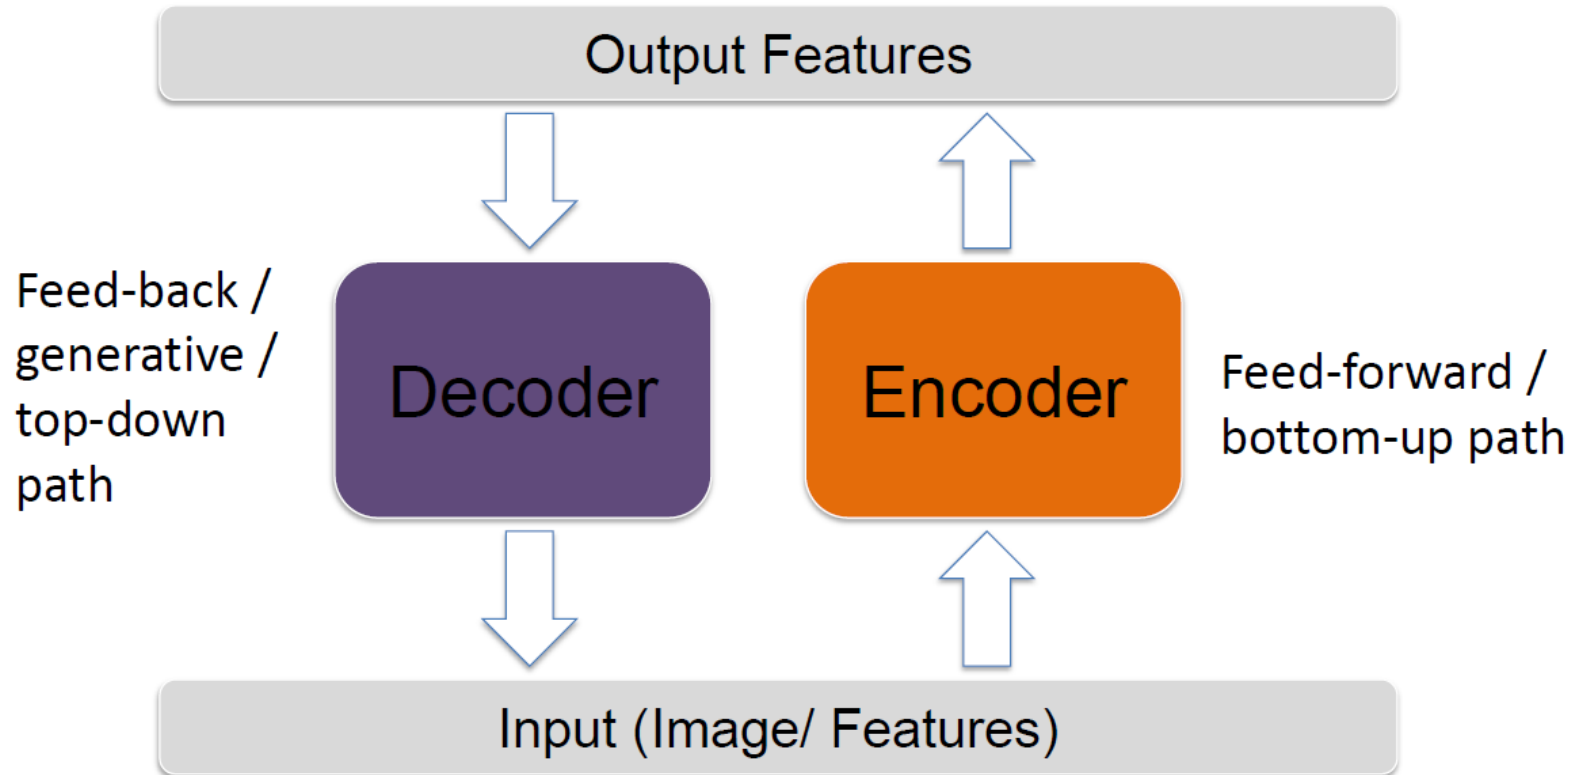 Output Features
Feed-back /
generative /
top-down
path
Decoder
Encoder
Feed-forward /
bottom-up path
Input (Image/ Features)